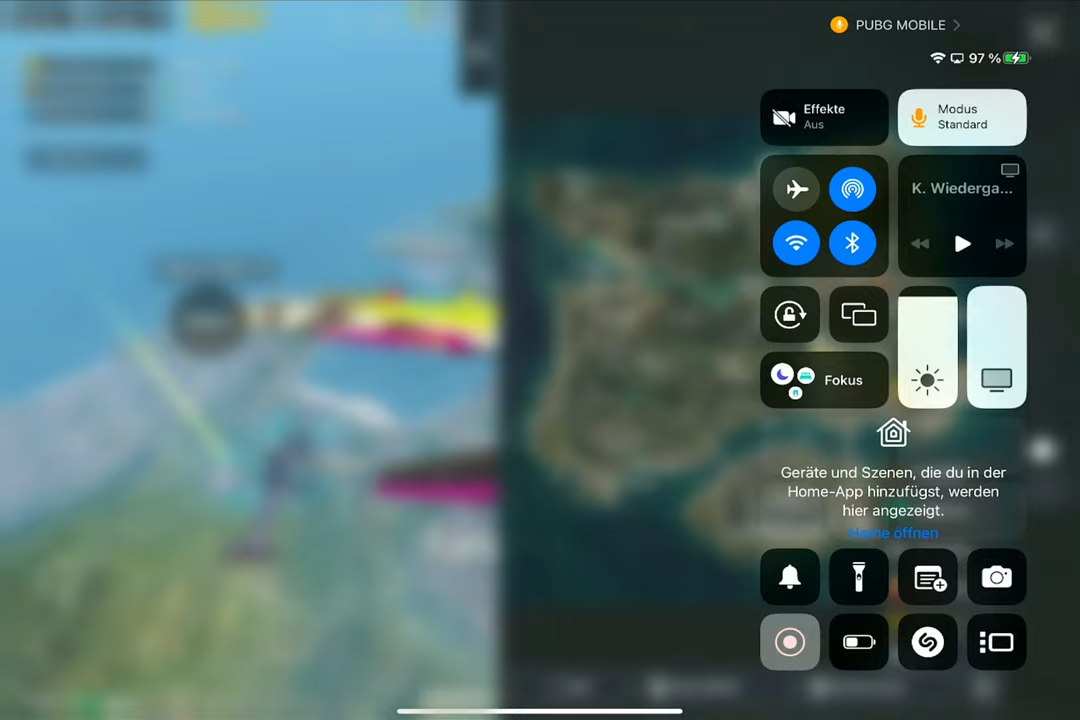 PUBG MOBILE
97 %
Effekte
Aus
Modus
Standard
K. Wiederga...
Fokus
Geräte und Szenen, die du in der
Home-App hinzufügst, werden
hier angezeigt.
Home öffnen